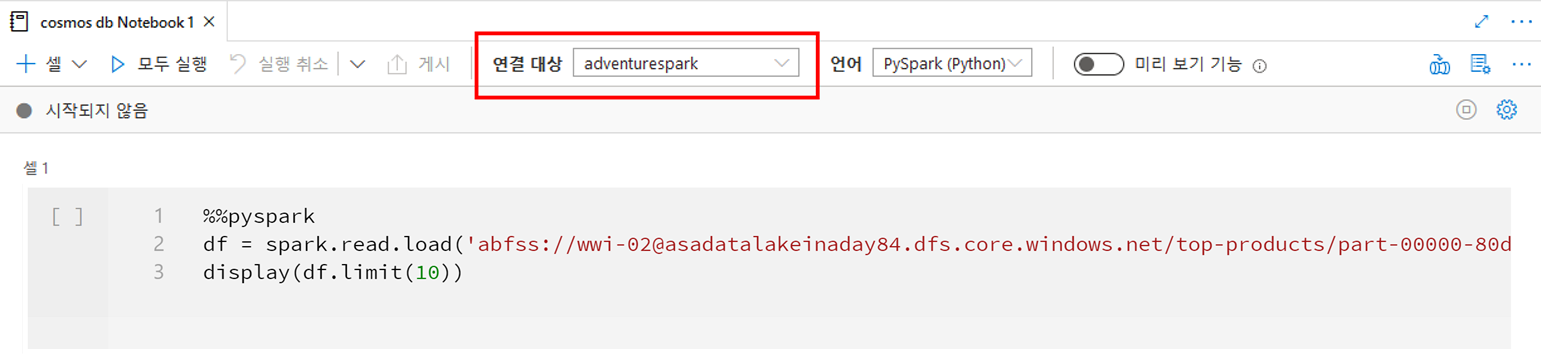 cosmos db Notebook 1
셀 모두 실행 실행 취소 게시 연결 대상 adventurespark 언어 PySpark (Python) 미리 보기 기능
시작되지 않음
셀 1
[ ] 1 %%pyspark
2 df = spark.read.load('abfss://wwi-02@asadatalakeinaday84.dfs.core.windows.net/top-products/part-00000-80d
3 display(df.limit(10))